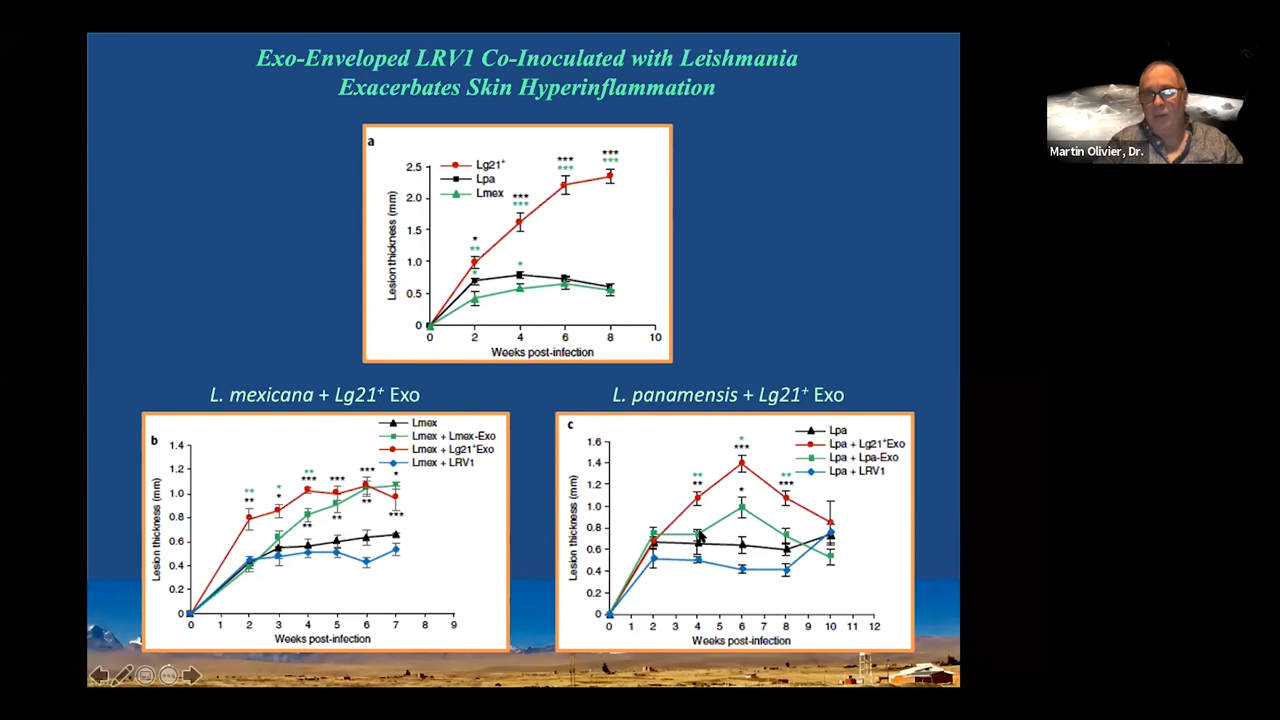 Exo-Enveloped LRV1 Co-Inoculated with Leishmania
Exacerbates Skin Hyperinflammation
Martin Olivier, Dr.
a
Lg21+
Lpa
Lmex
Lesion thickness (mm)
2.5
2.0
1.5
1.0
0.5
0
*** ***
*** ***
***
***
*
**
*
*
0 2 4 6 8 10
Weeks post-infection
L. mexicana + Lg21+ Exo
b
Lmex
Lmex + Lmex-Exo
Lmex + Lg21+Exo
Lmex + LRV1
Lesion thickness (mm)
1.4
1.2
1.0
0.8
0.6
0.4
0.2
0
** * ** *** *** *
** * ***
** ** ** ***
0 1 2 3 4 5 6 7 8 9
Weeks post-infection
L. panamensis + Lg21+ Exo
c
Lpa
Lpa + Lg21+Exo
Lpa + Lpa-Exo
Lpa + LRV1
Lesion thickness (mm)
1.6
1.4
1.2
1.0
0.8
0.6
0.4
0.2
0
*
***
** **
** ***
*
0 1 2 3 4 5 6 7 8 9 10 11 12
Weeks post-infection